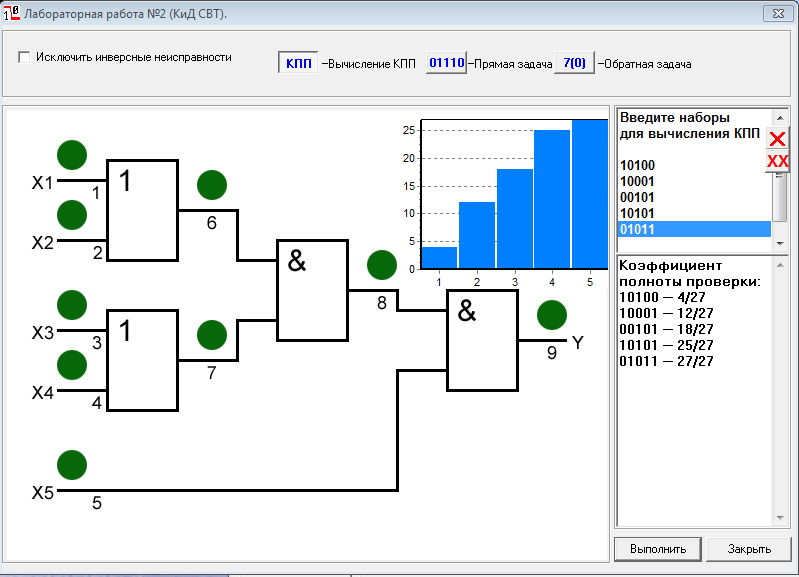 Лабораторная работа №2 (КиД СВТ).
Исключить инверсные неисправности
КПП –Вычисление КПП 01110 –Прямая задача 7(0) –Обратная задача
X1
1
1
X2
2
6
X3
3
1
X4
4
7
X5
5
&
8
&
9
Y
25
20
15
10
5
0
1 2 3 4 5
Введите наборы
для вычисления КПП
10100
10001
00101
10101
01011
X
XX
Коэффициент
полноты проверки:
10100 — 4/27
10001 — 12/27
00101 — 18/27
10101 — 25/27
01011 — 27/27
Выполнить Закрыть